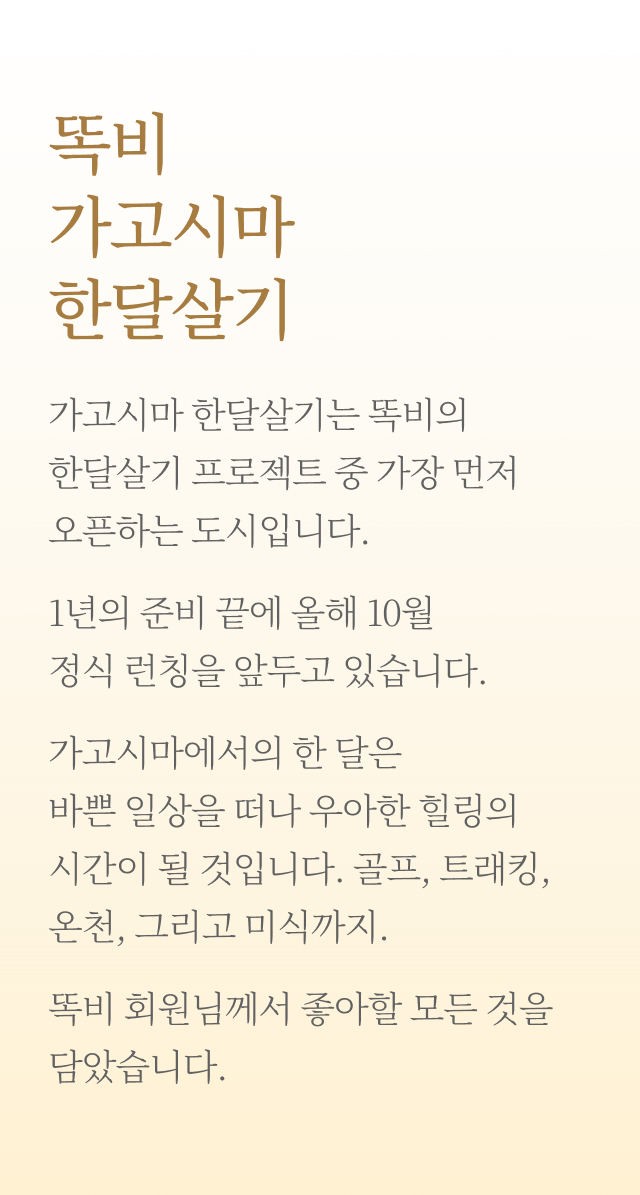 똑비
가고시마
한달살기
가고시마 한달살기는 똑비의
한달살기 프로젝트 중 가장 먼저
오픈하는 도시입니다.
1년의 준비 끝에 올해 10월
정식 런칭을 앞두고 있습니다.
가고시마에서의 한 달은
바쁜 일상을 떠나 우아한 힐링의
시간이 될 것입니다. 골프, 트래킹,
온천, 그리고 미식까지.
똑비 회원님께서 좋아할 모든 것을
담았습니다.